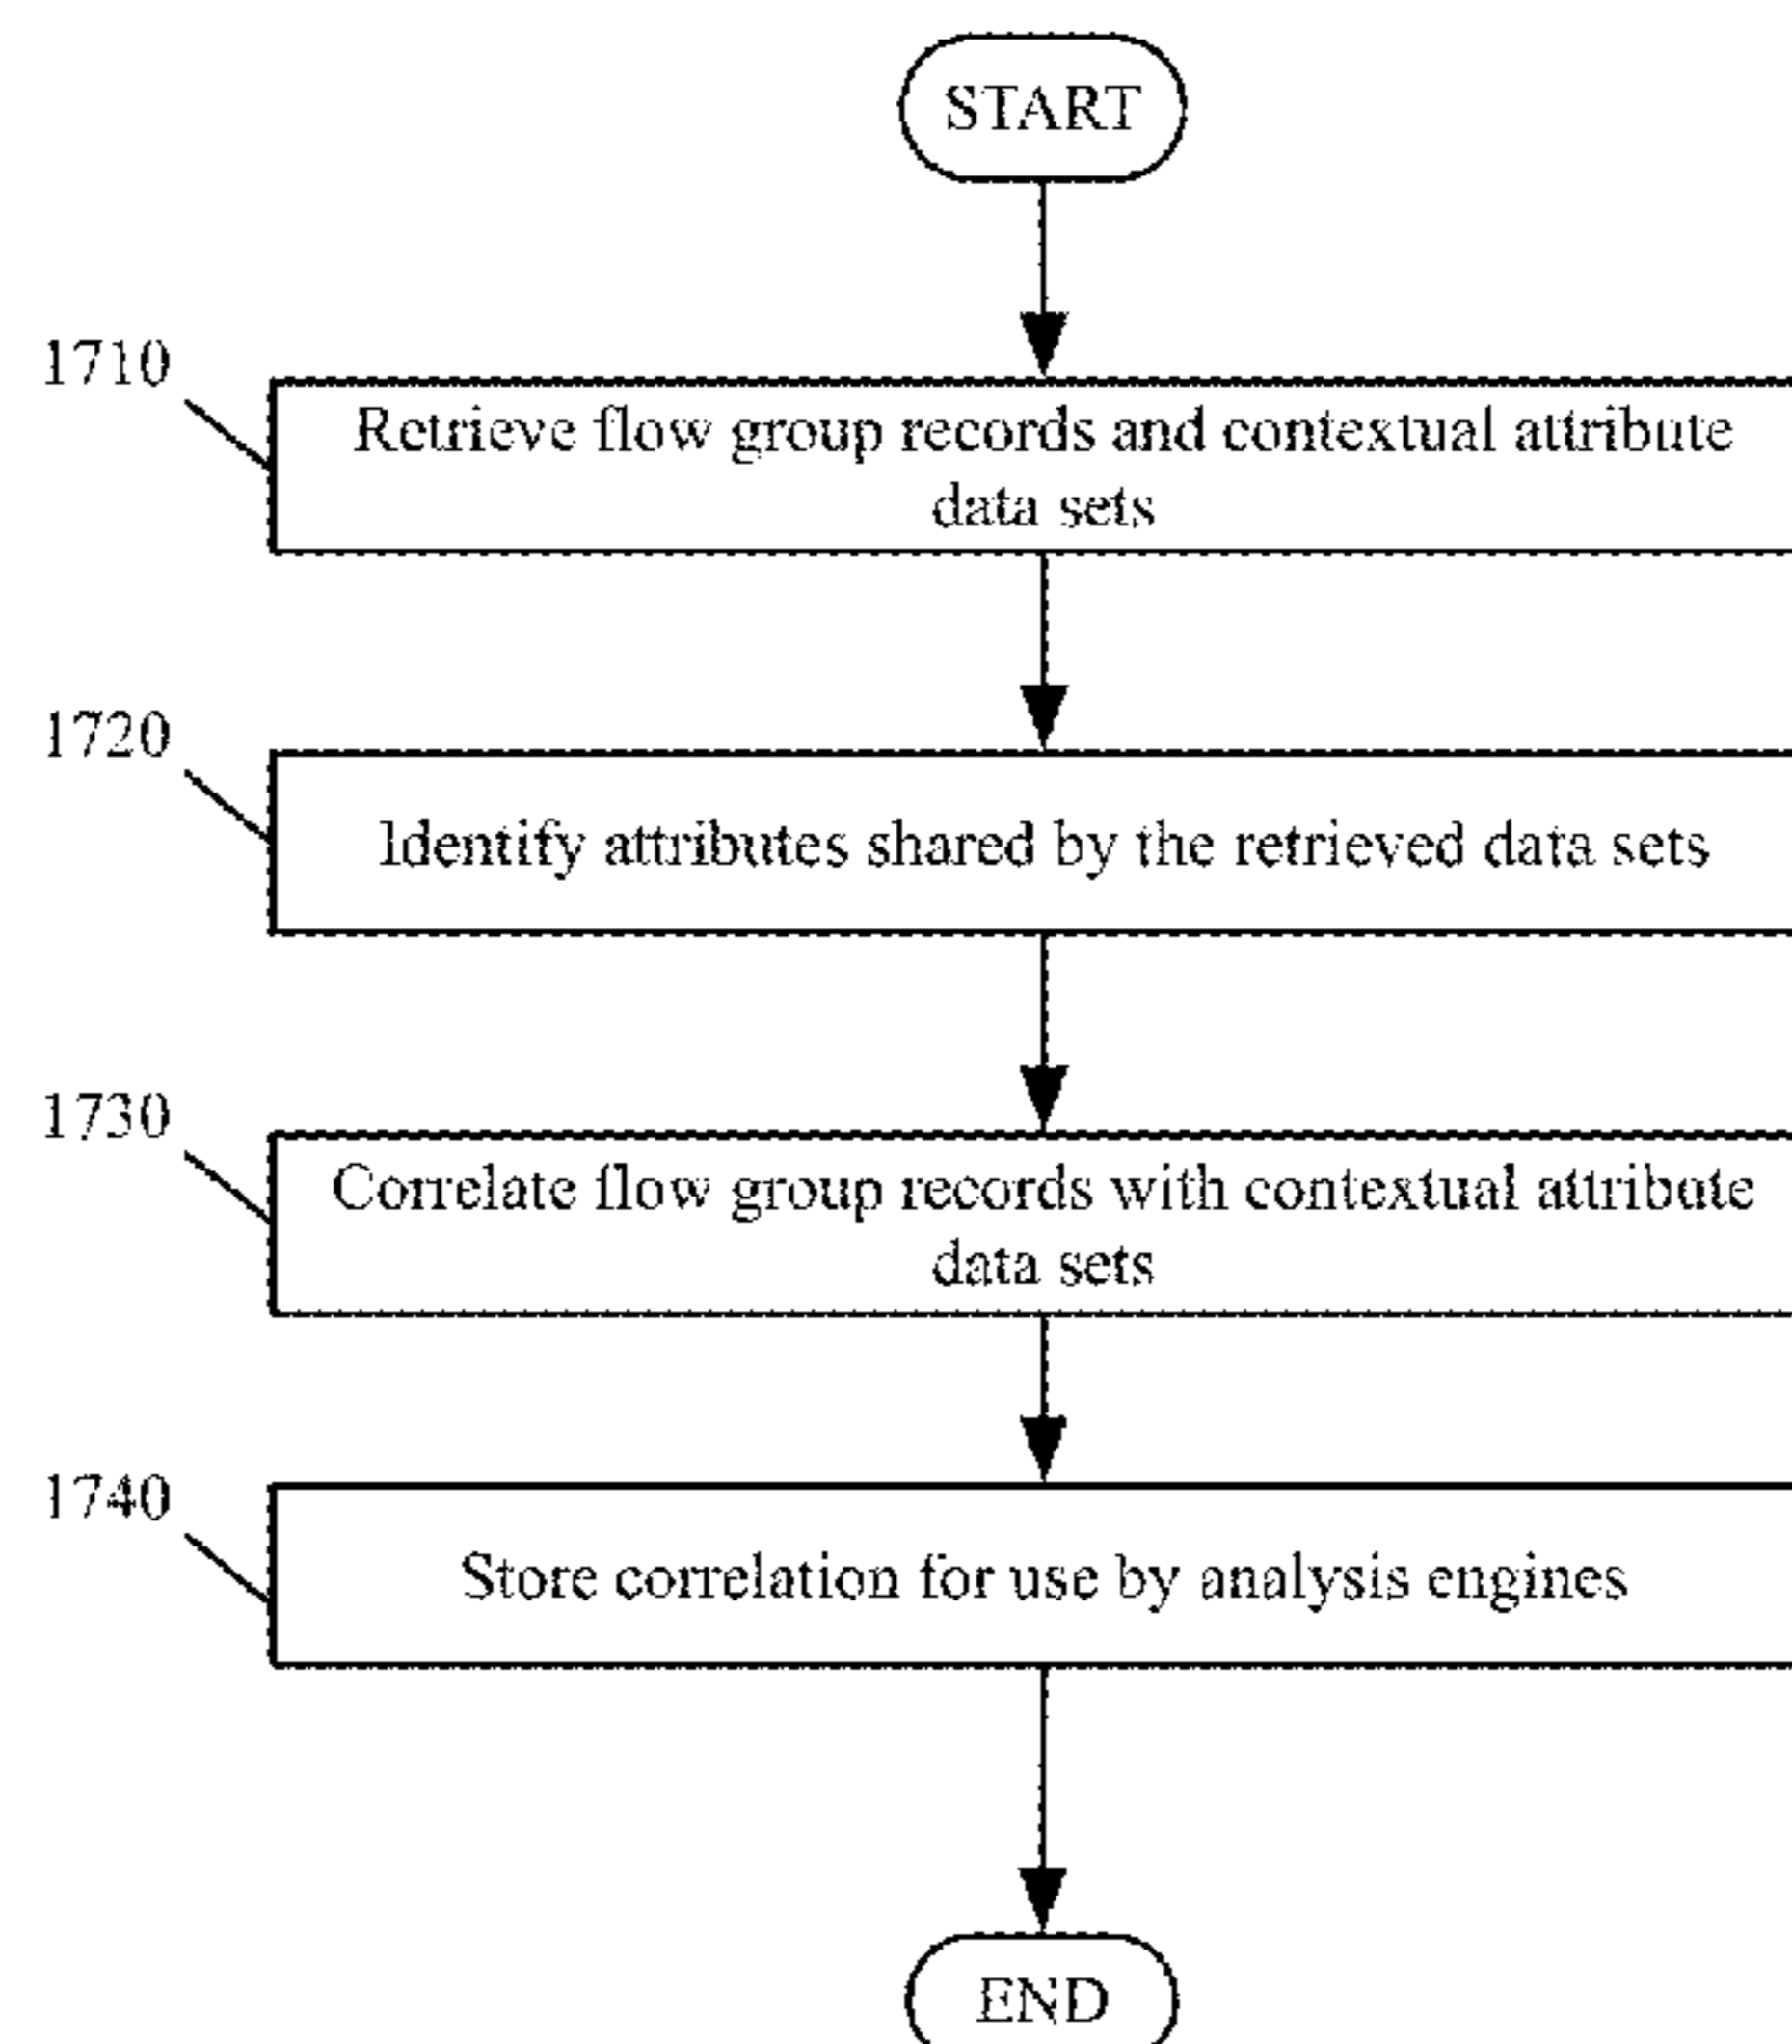 START
1710
Retrieve flow group records and contextual attribute
data sets
1720
Identify attributes shared by the retrieved data sets
1730
Correlate flow group records with contextual attribute
data sets
1740
Store correlation for use by analysis engines
END